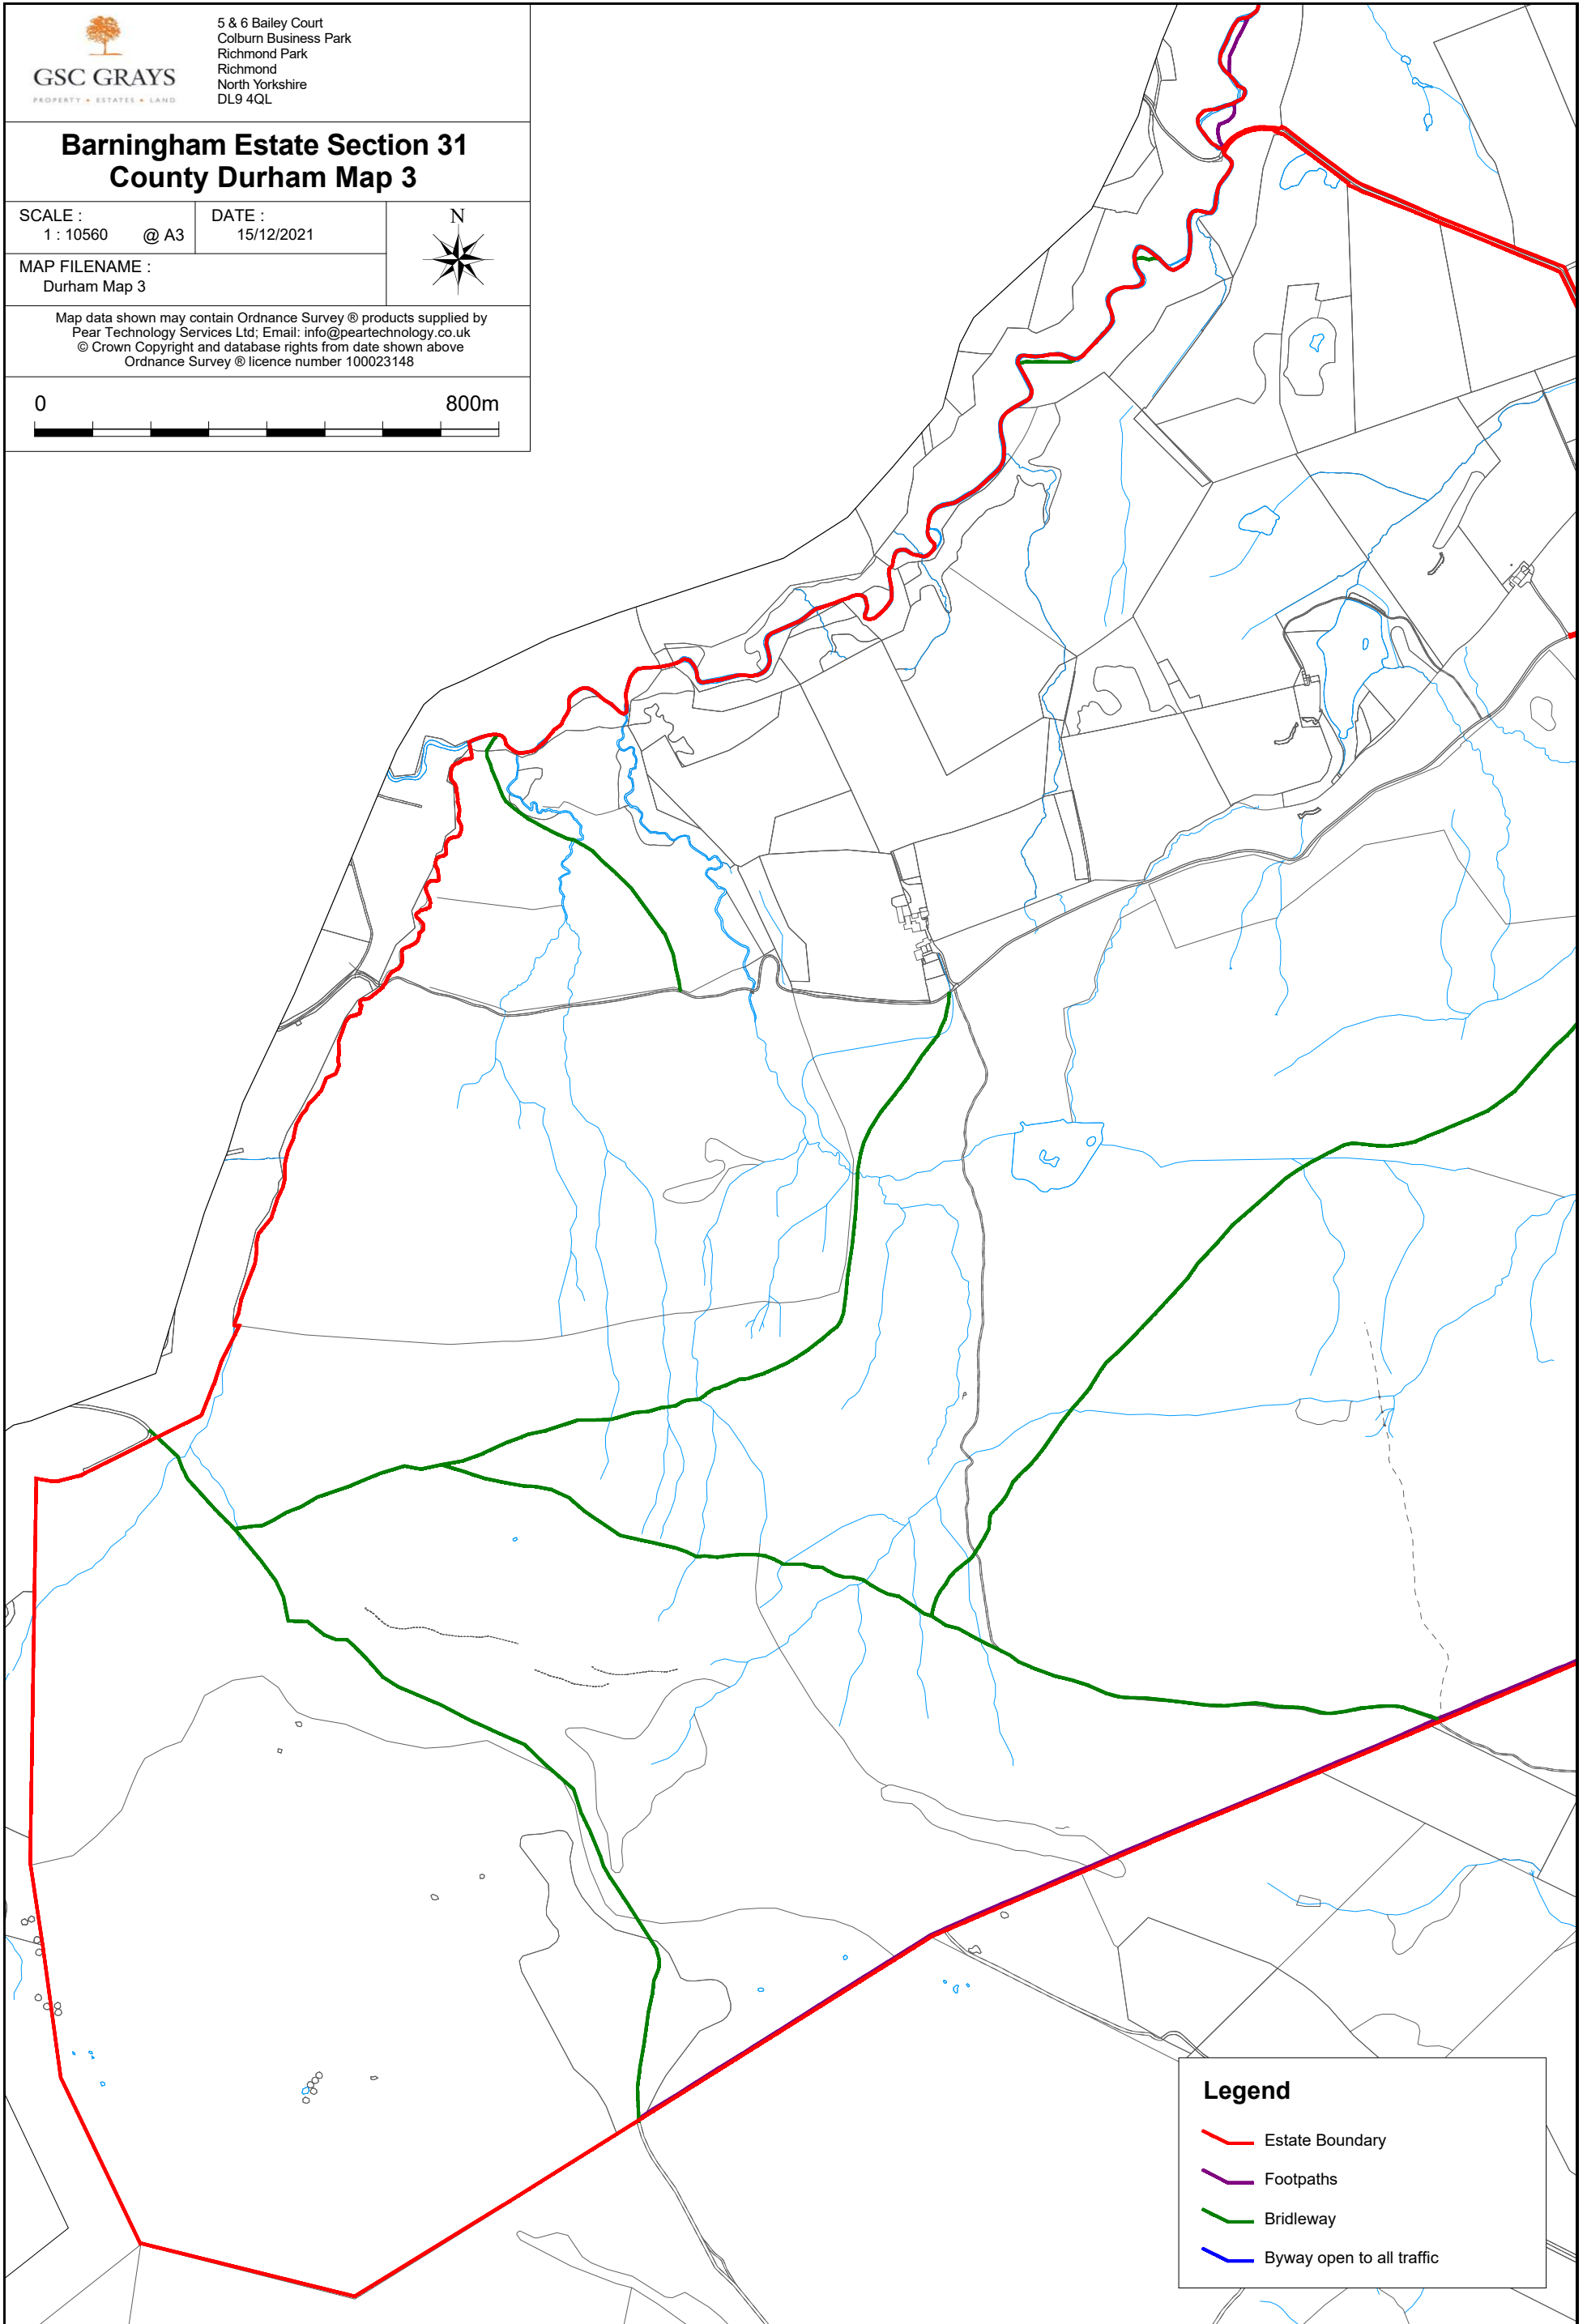 GSC GRAYS
PROPERTY • ESTATES • LAND
5 & 6 Bailey Court
Colburn Business Park
Richmond Park
Richmond
North Yorkshire
DL9 4QL
Barningham Estate Section 31
County Durham Map 3
SCALE :
1 : 10560 @ A3
DATE :
15/12/2021
N
MAP FILENAME :
Durham Map 3
Map data shown may contain Ordnance Survey ® products supplied by
Pear Technology Services Ltd; Email: info@peartechnology.co.uk
© Crown Copyright and database rights from date shown above
Ordnance Survey ® licence number 100023148
0 800m
Legend
Estate Boundary
Footpaths
Bridleway
Byway open to all traffic